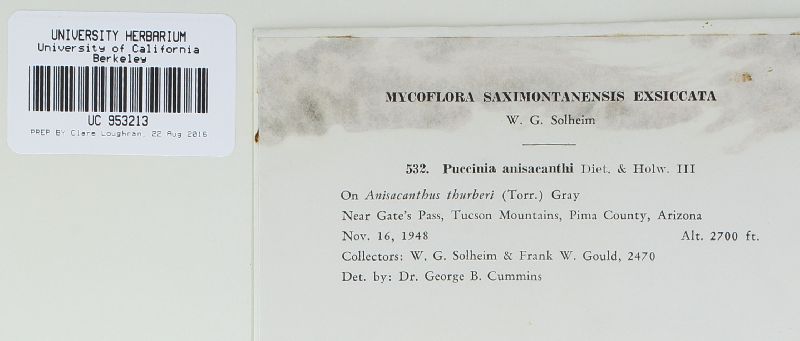 UNIVERSITY HERBARIUM
University of California
Berkeley
UC 953213
PREP BY Clare Loughran, 22 Aug 2016
MYCOFLORA SAXIMONTANENSIS EXSICCATA
W. G. Solheim
532. Puccinia anisacanthi Diet. & Holw. III
On Anisacanthus thurberi (Torr.) Gray
Near Gate's Pass, Tucson Mountains, Pima County, Arizona
Nov. 16, 1948 Alt. 2700 ft.
Collectors: W. G. Solheim & Frank W. Gould, 2470
Det. by: Dr. George B. Cummins